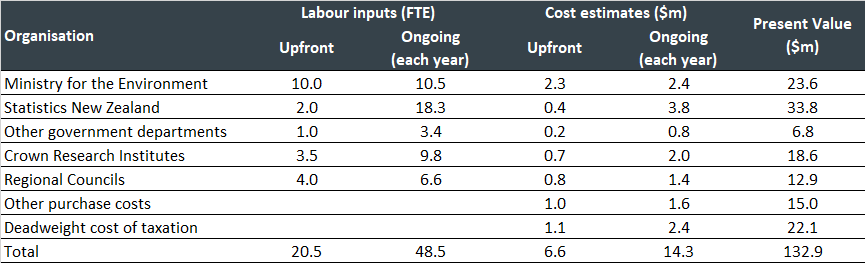 Organisation Labour inputs (FTE) Cost estimates ($m) Present Value ($m)
Upfront Ongoing (each year) Upfront Ongoing (each year)
Ministry for the Environment 10.0 10.5 2.3 2.4 23.6
Statistics New Zealand 2.0 18.3 0.4 3.8 33.8
Other government departments 1.0 3.4 0.2 0.8 6.8
Crown Research Institutes 3.5 9.8 0.7 2.0 18.6
Regional Councils 4.0 6.6 0.8 1.4 12.9
Other purchase costs 1.0 1.6 15.0
Deadweight cost of taxation 1.1 2.4 22.1
Total 20.5 48.5 6.6 14.3 132.9